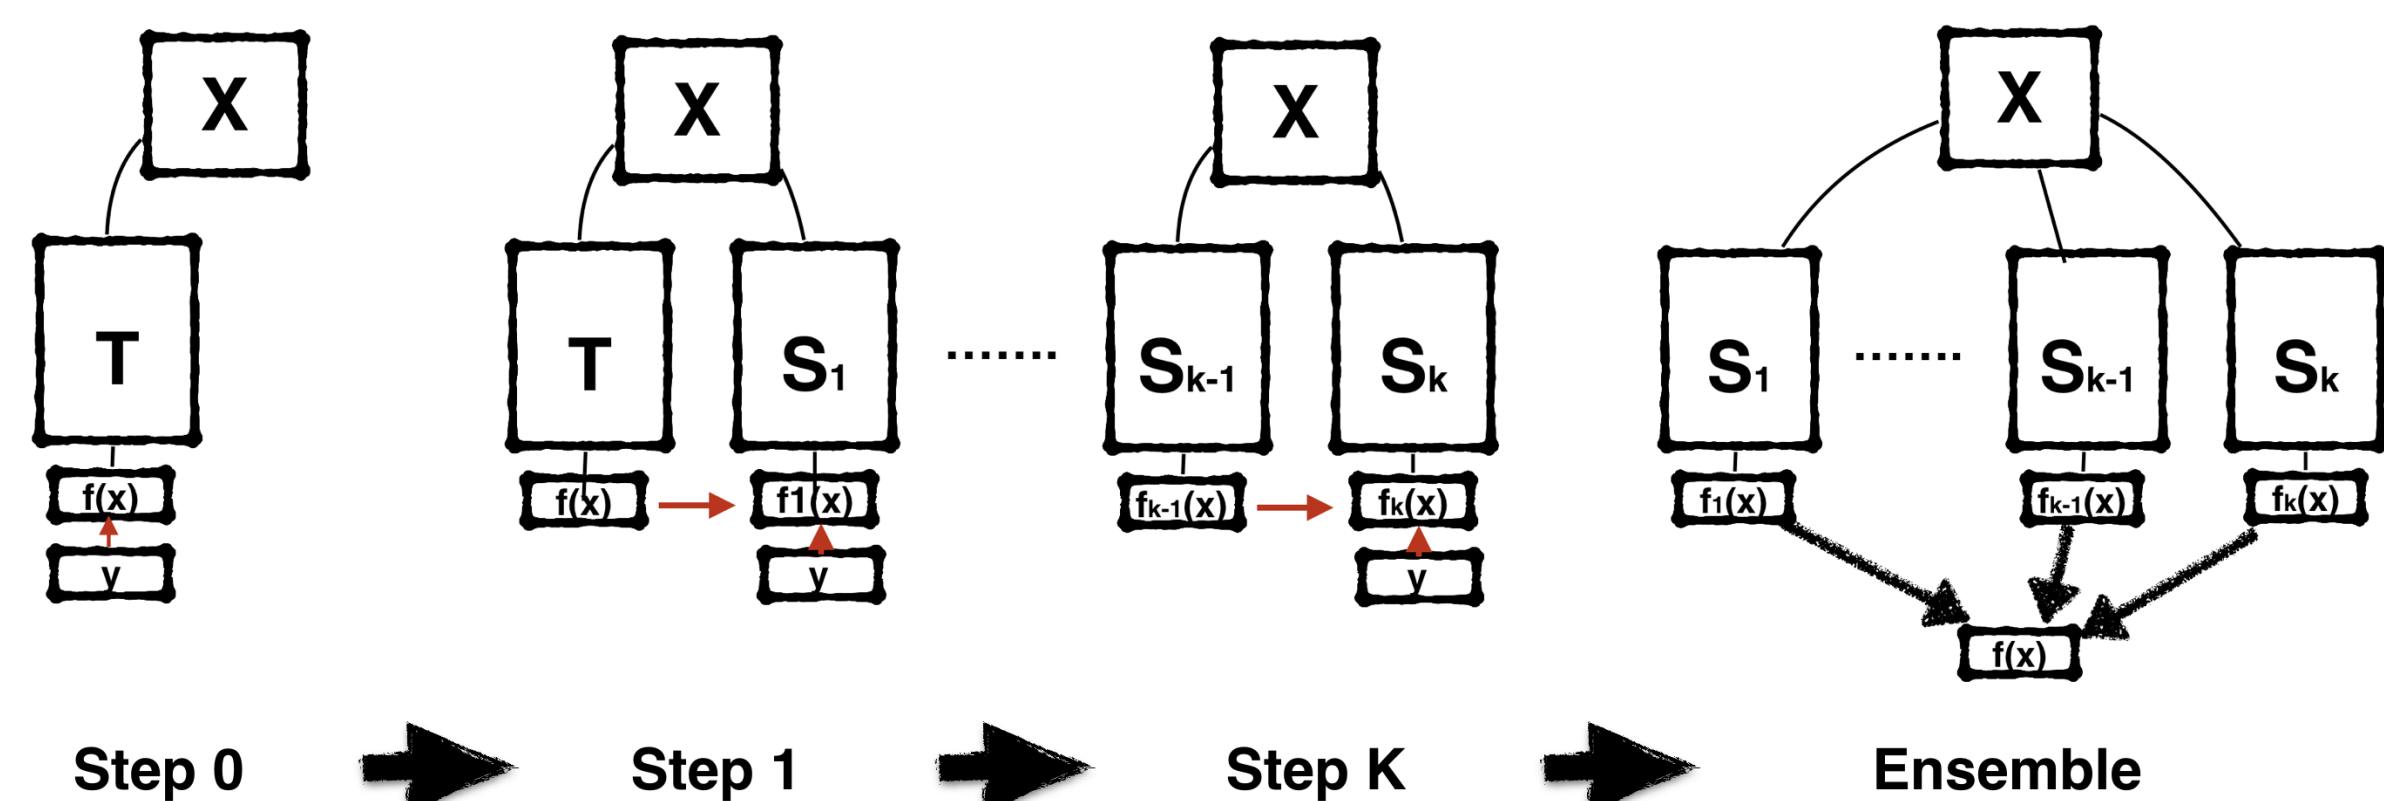 X X X X
T T S1 ....... Sk-1 Sk S1 ....... Sk-1 Sk
f(x) f(x) f1(x) fk-1(x) fk(x) f1(x) fk-1(x) fk(x)
y y y
f(x)
Step 0 Step 1 Step K Ensemble